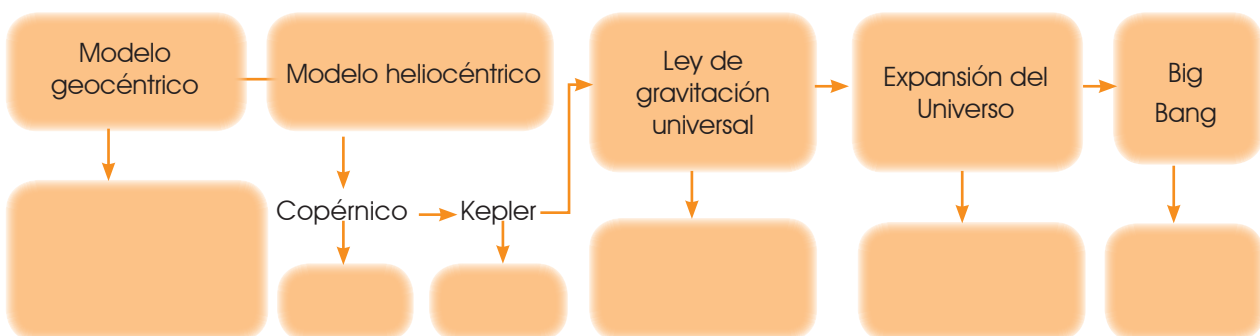 Modelo
geocéntrico
Modelo heliocéntrico
Ley de
gravitación
universal
Expansión del
Universo
Big
Bang
Copérnico
Kepler